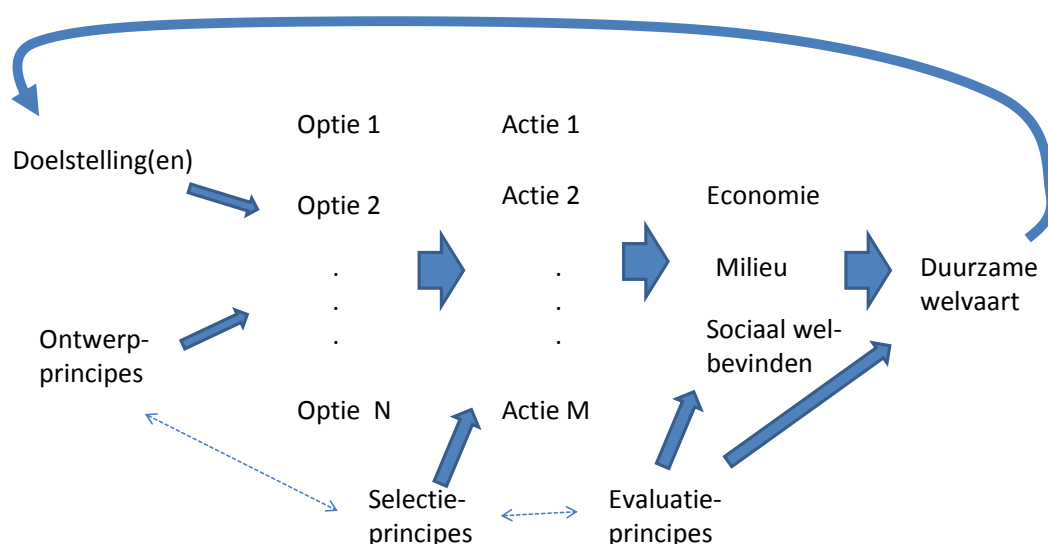 Doelstelling(en)
Ontwerp-
principes
Optie 1
Optie 2
.
.
.
Optie N
Actie 1
Actie 2
.
.
.
Actie M
Selectie-
principes
Economie
Milieu
Sociaal wel-
bevinden
Evaluatie-
principes
Duurzame
welvaart